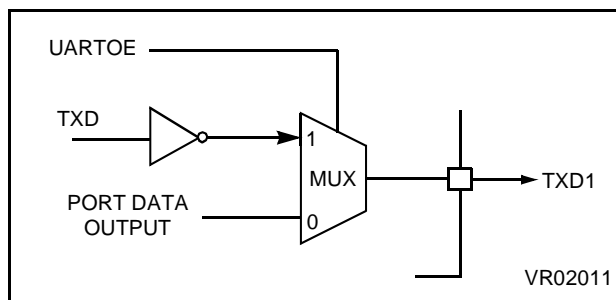 UARTOE
TXD
1
MUX
TXD1
PORT DATA
OUTPUT
0
VR02011